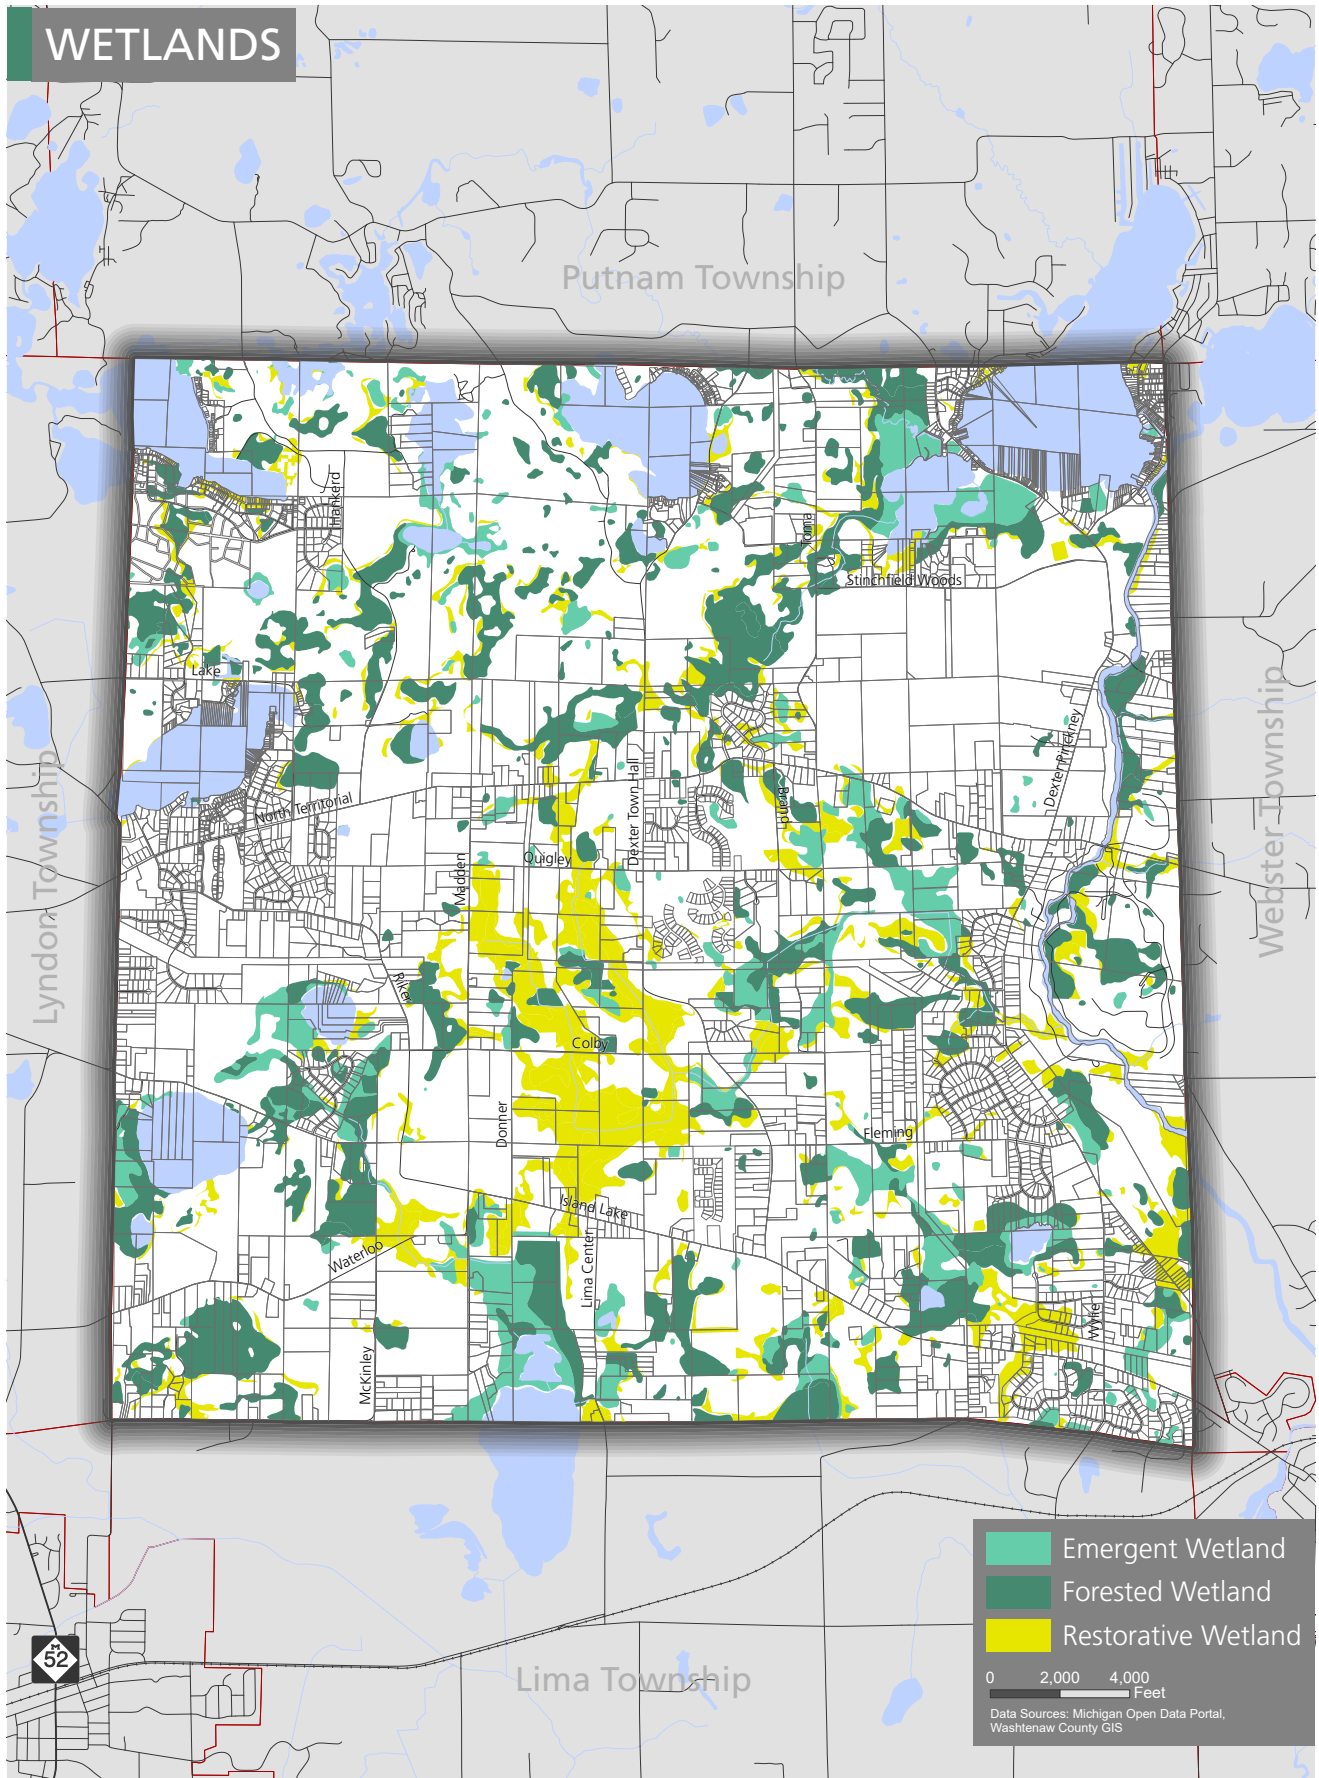 WETLANDS
Putnam Township
Hankerd
Toma
Stinchfield Woods
Lake
Dexter Pinckney
Webster Township
Lyndon Township
North Territorial
Dexter Town Hall
Brand
Quigley
Madden
Riker
Colby
Donner
Fleming
Island Lake
Waterloo
Lima Center
Wylie
McKinley
Lima Township
M
52
Emergent Wetland
Forested Wetland
Restorative Wetland
0 2,000 4,000
Feet
Data Sources: Michigan Open Data Portal,
Washtenaw County GIS